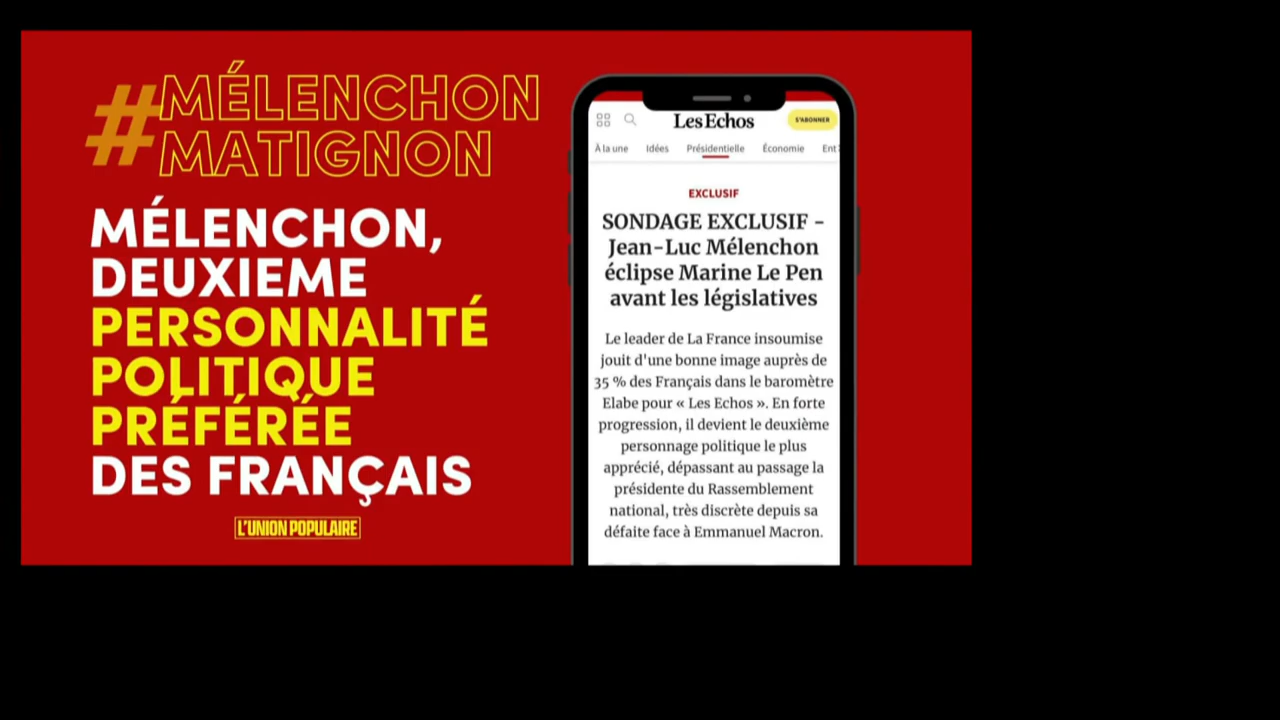 #MÉLENCHON
MATIGNON
MÉLENCHON,
DEUXIEME
PERSONNALITÉ
POLITIQUE
PRÉFÉRÉE
DES FRANÇAIS
L'UNION POPULAIRE
Les Echos
S'ABONNER
À la une Idées Présidentielle Économie Ent
EXCLUSIF
SONDAGE EXCLUSIF -
Jean-Luc Mélenchon
éclipse Marine Le Pen
avant les législatives
Le leader de La France insoumise
jouit d'une bonne image auprès de
35 % des Français dans le baromètre
Elabe pour « Les Echos ». En forte
progression, il devient le deuxième
personnage politique le plus
apprécié, dépassant au passage la
présidente du Rassemblement
national, très discrète depuis sa
défaite face à Emmanuel Macron.